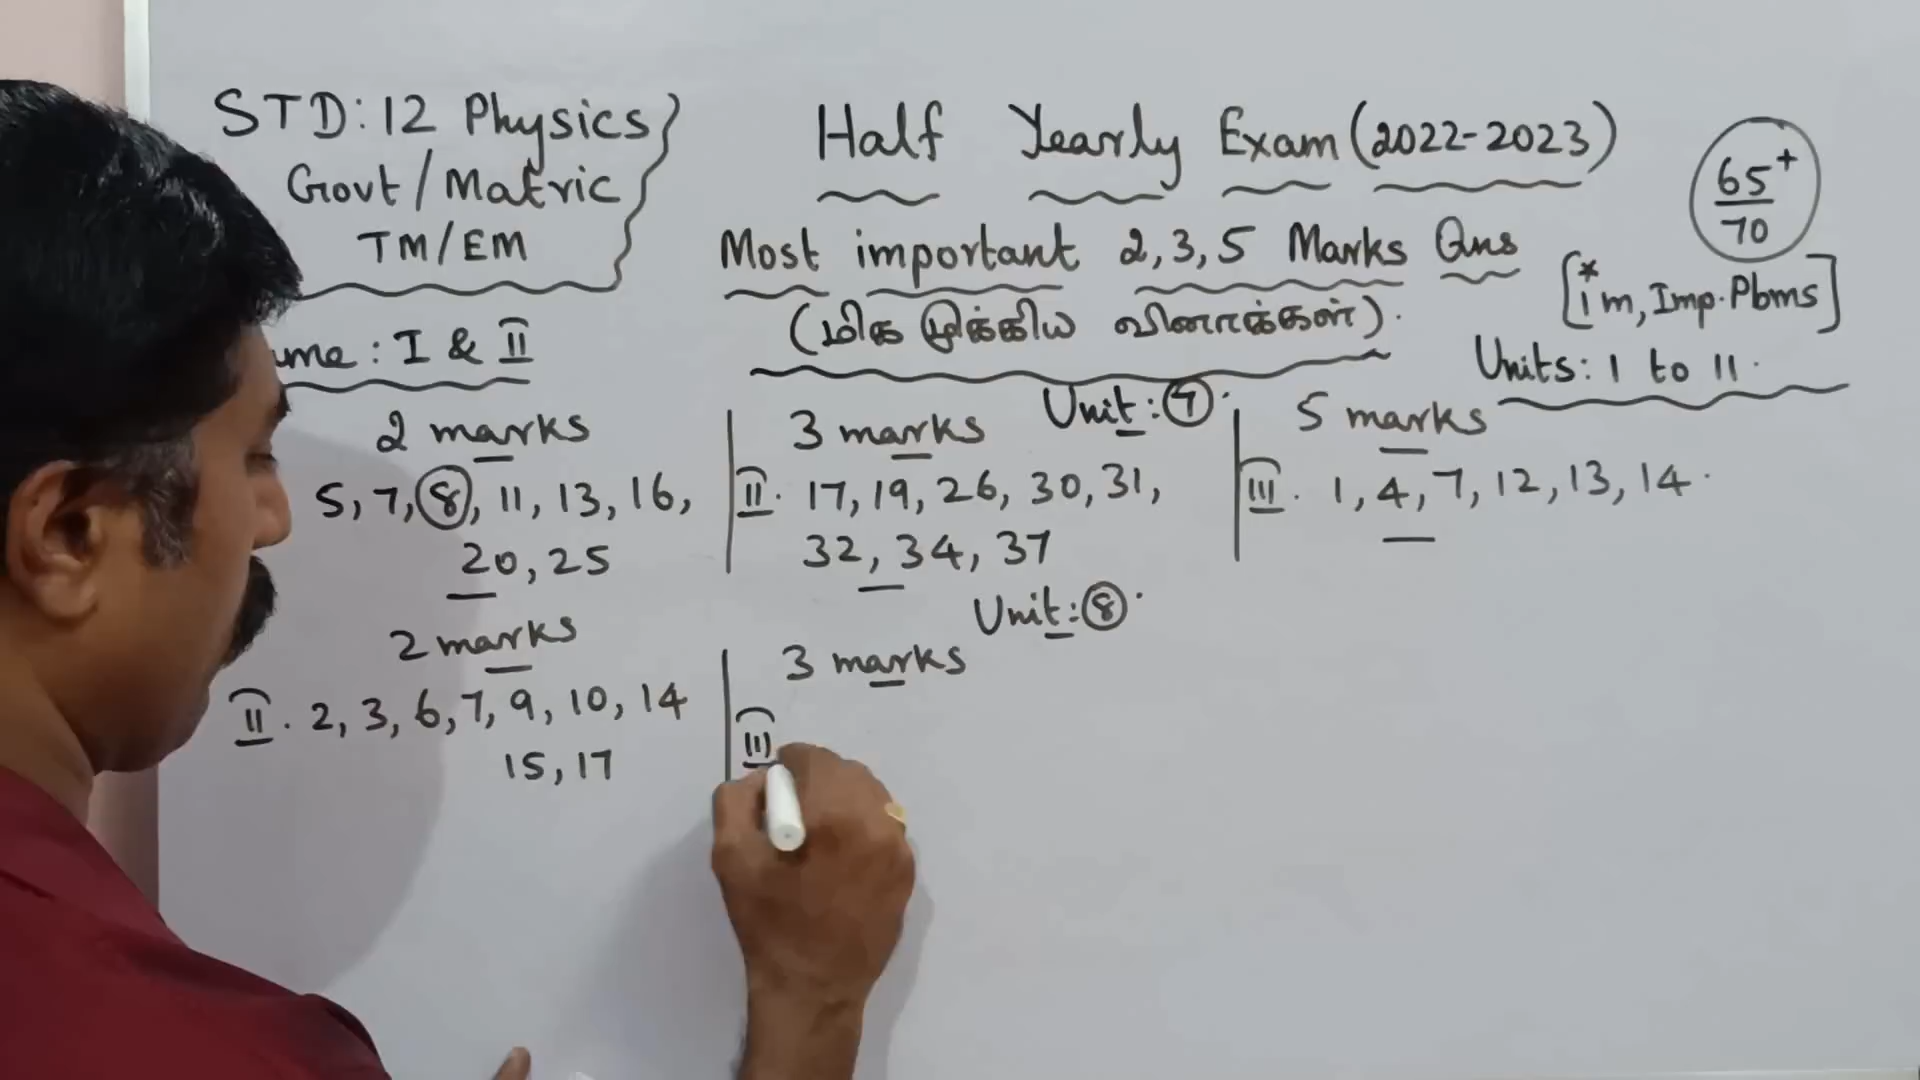 STD: 12 Physics
Govt/Matric
TM/EM
Half Yearly Exam (2022-2023)
65+
70
Most important 2,3,5 Marks Qns
(மிக முக்கிய வினாக்கள்).
[*1m, Imp. Pbms]
ume: I & II
Units: 1 to 11.
2 marks
5, 7, 8, 11, 13, 16,
20, 25
3 marks
Unit: 7.
II. 17, 19, 26, 30, 31,
32, 34, 37
5 marks
III. 1, 4, 7, 12, 13, 14.
Unit: 8.
2 marks
II. 2, 3, 6, 7, 9, 10, 14
15, 17
3 marks
III